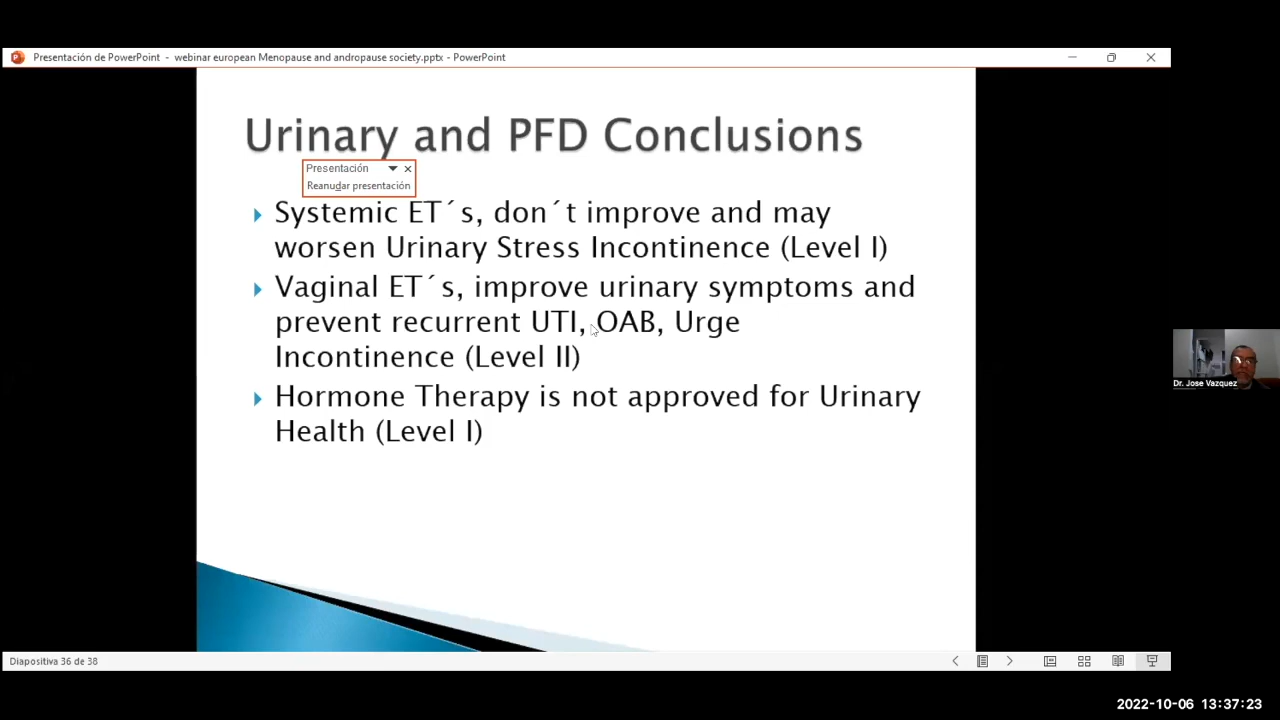 Presentación de PowerPoint - webinar european Menopause and andropause society.pptx - PowerPoint
Urinary and PFD Conclusions
Presentación
Reanudar presentación
Systemic ET´s, don´t improve and may
worsen Urinary Stress Incontinence (Level I)
Vaginal ET´s, improve urinary symptoms and
prevent recurrent UTI, OAB, Urge
Incontinence (Level II)
Hormone Therapy is not approved for Urinary
Health (Level I)
Dr. Jose Vazquez
Diapositiva 36 de 38
2022-10-06 13:37:23